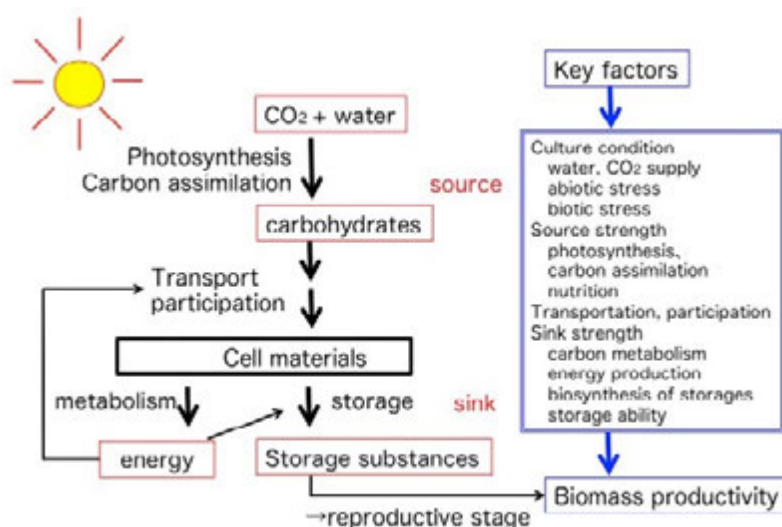 CO2 + water
Photosynthesis
Carbon assimilation
source
carbohydrates
Transport
participation
Cell materials
metabolism
storage
sink
energy
Storage substances
→reproductive stage
Key factors
Culture condition
water. CO2 supply
abiotic stress
biotic stress
Source strength
photosynthesis、
carbon assimilation
nutrition
Transportation, participation
Sink strength
carbon metabolism
energy production
biosynthesis of storages
storage ability
Biomass productivity